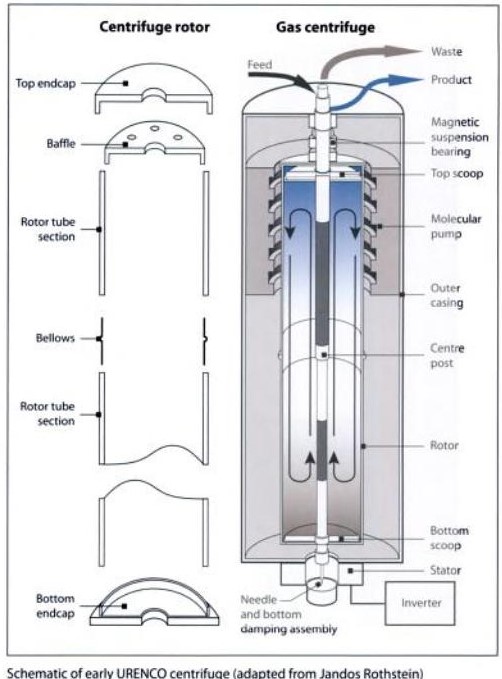 Centrifuge rotor
Gas centrifuge
Top endcap
Baffle
Rotor tube
section
Bellows
Rotor tube
section
Bottom
endcap
Feed
Waste
Product
Magnetic
suspension
bearing
Top scoop
Molecular
pump
Outer
casing
Centre
post
Rotor
Bottom
scoop
Stator
Inverter
Needle
and bottom
damping assembly
Schematic of early URENCO centrifuge (adapted from Jandos Rothstein)